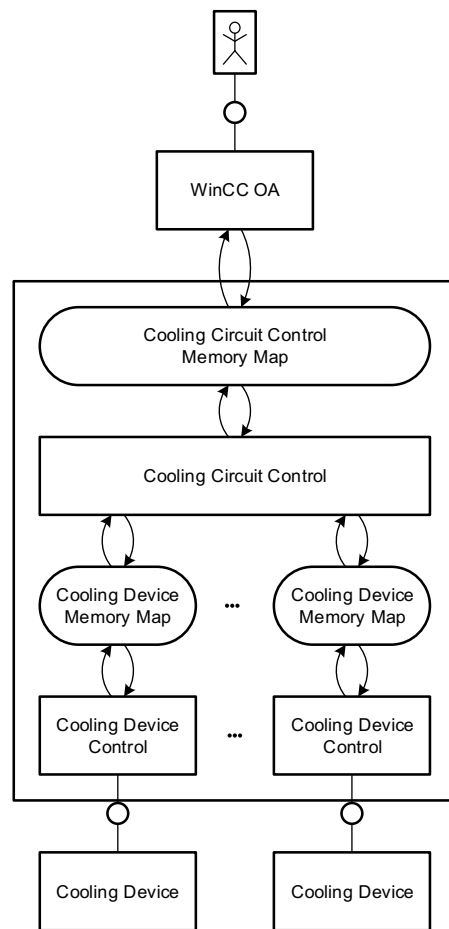 WinCC OA
Cooling Circuit Control
Memory Map
Cooling Circuit Control
Cooling Device
Memory Map
...
Cooling Device
Memory Map
Cooling Device
Control
...
Cooling Device
Control
Cooling Device
Cooling Device